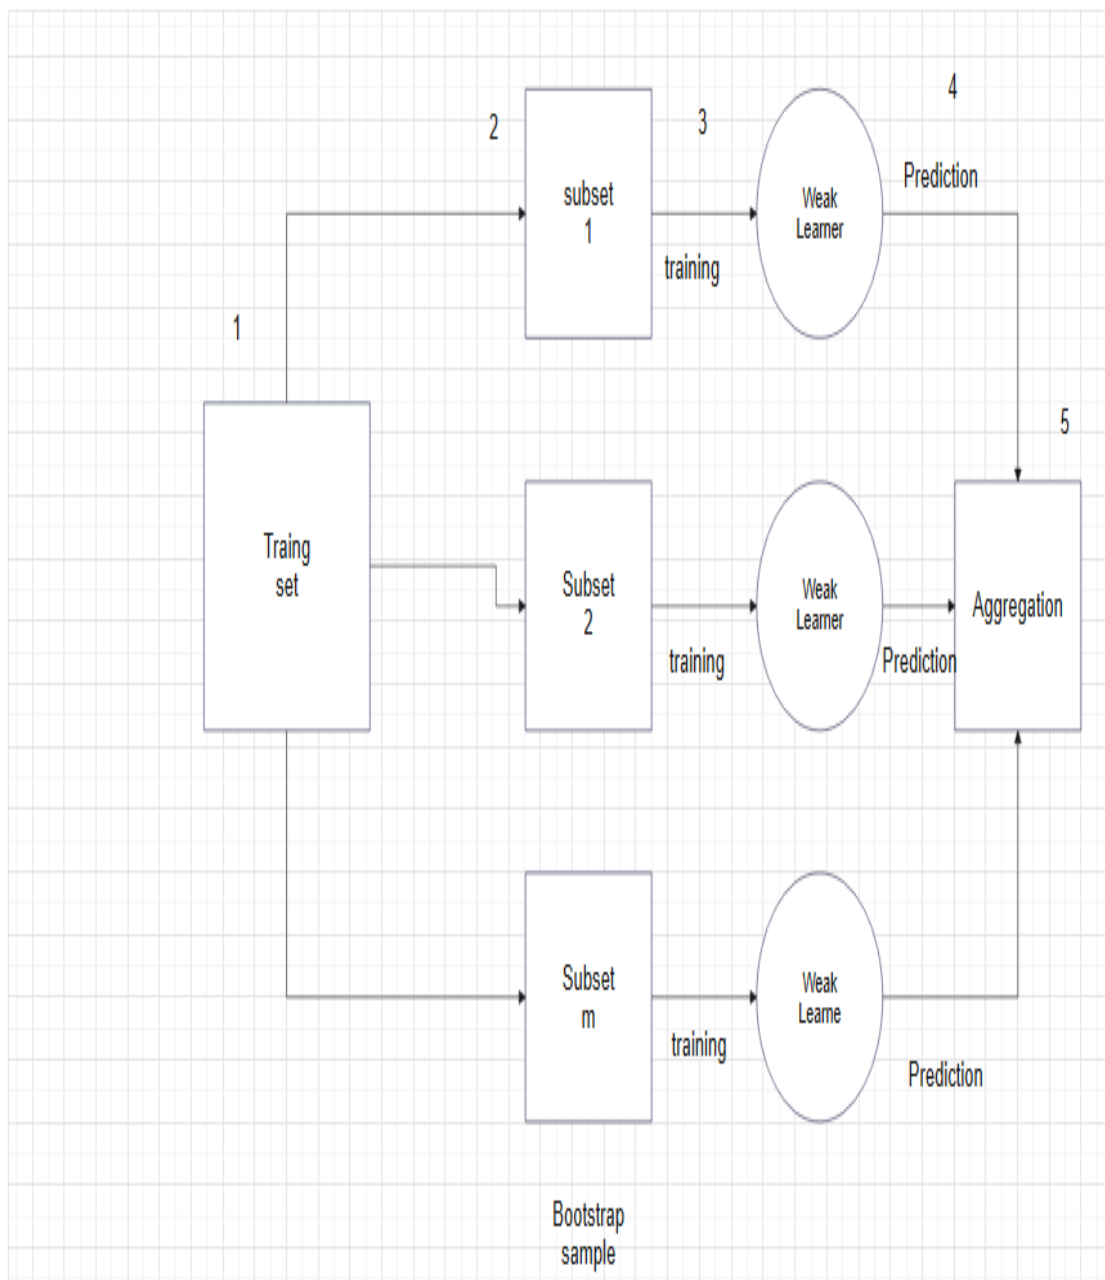 4
2
3
Prediction
subset
1
Weak
Learner
training
1
5
Traing
set
Subset
2
Weak
Learner
Aggregation
training
Prediction
Subset
m
Weak
Learne
training
Prediction
Bootstrap
sample